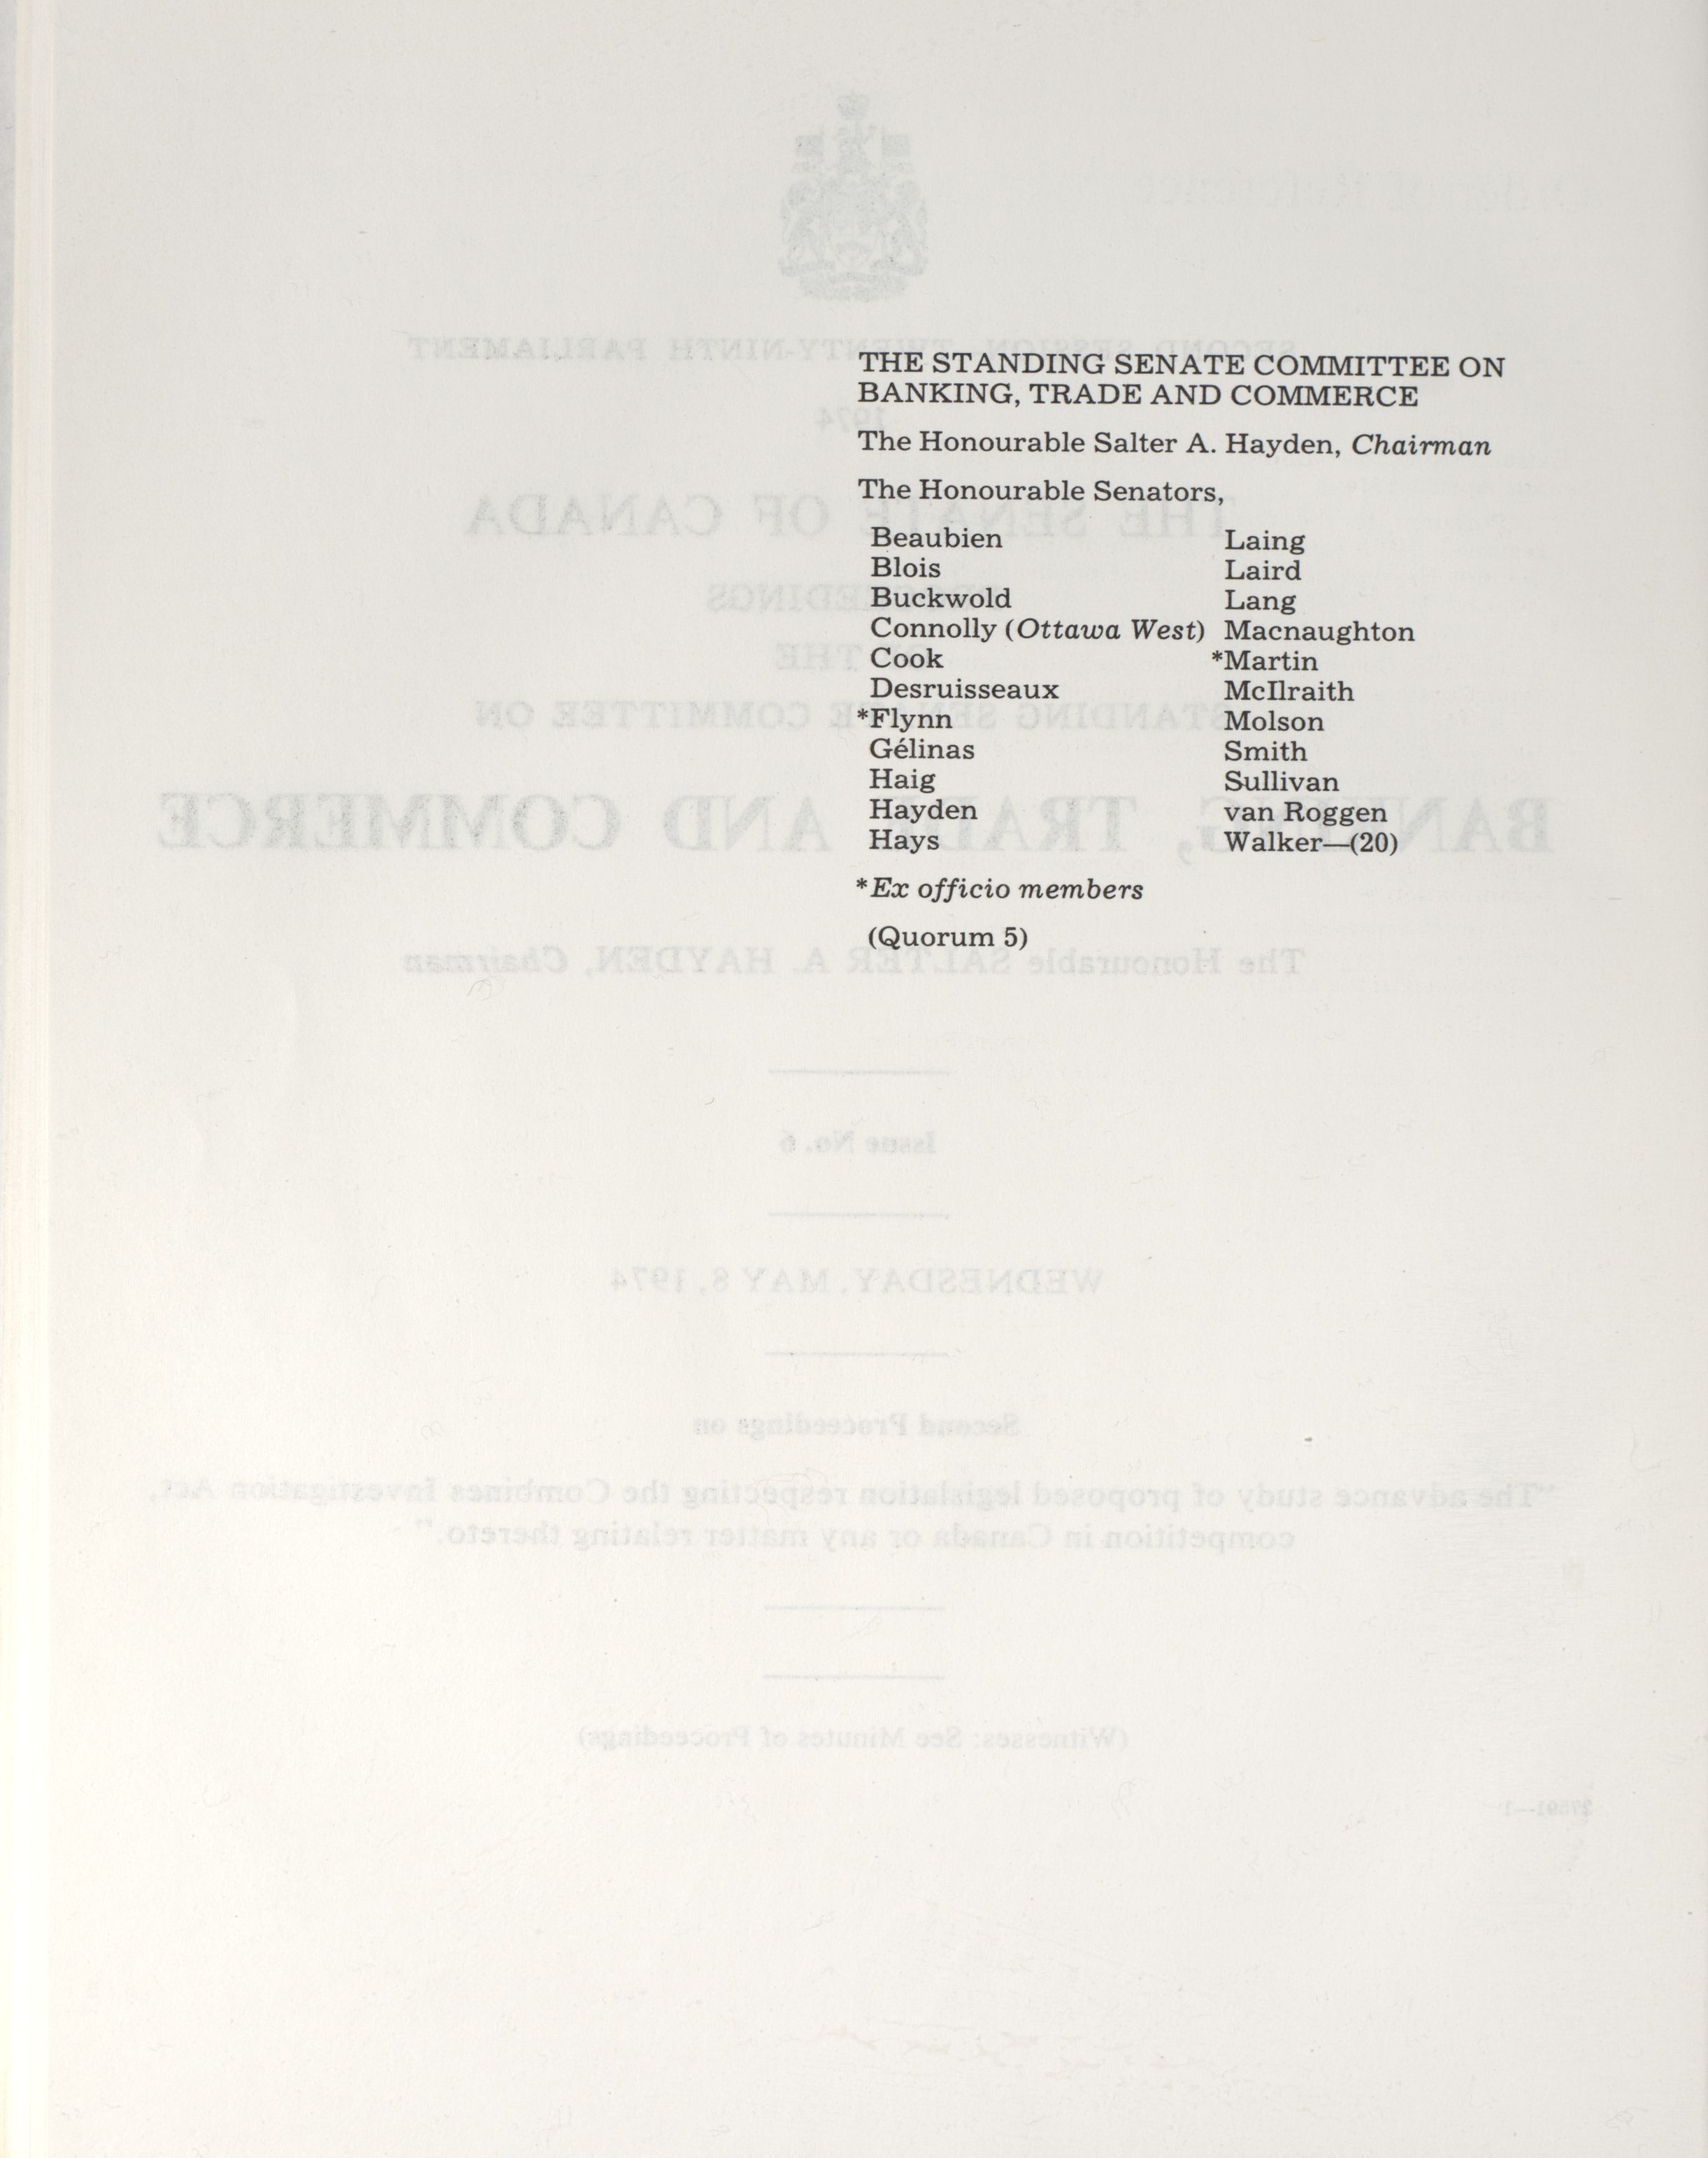 THE STANDING SENATE COMMITTEE ON
BANKING, TRADE AND COMMERCE
The Honourable Salter A. Hayden, Chairman
The Honourable Senators,
Beaubien
Blois
Buckwold
Connolly (Ottawa West)
Cook
Desruisseaux
*Flynn
Gélinas
Haig
Hayden
Hays
Laing
Laird
Lang
Macnaughton
*Martin
McIlraith
Molson
Smith
Sullivan
van Roggen
Walker—(20)
*Ex officio members
(Quorum 5)